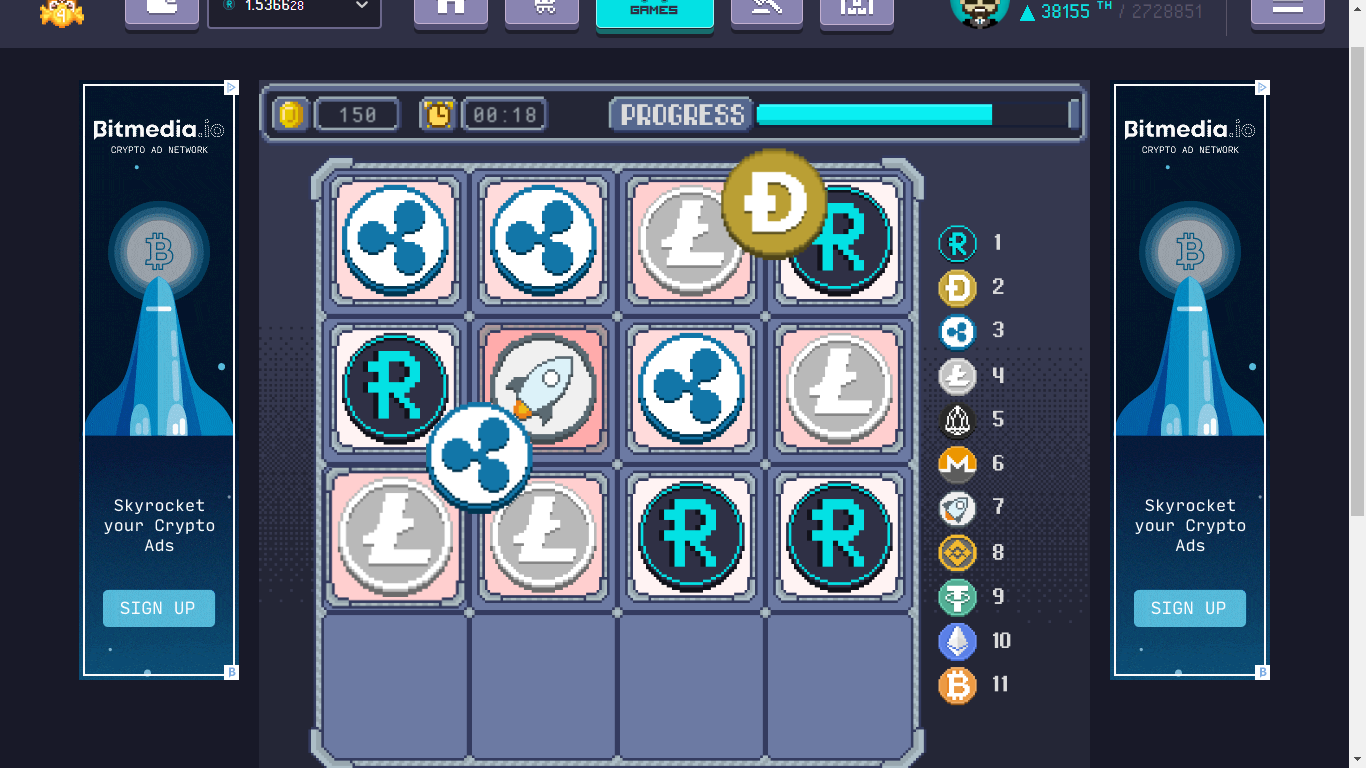 1.536628
GAMES
38155 TH / 2728851
Bitmedia.io
CRYPTO AD NETWORK
Skyrocket
your Crypto
Ads
SIGN UP
150
00:18
PROGRESS
1
2
3
4
5
6
7
8
9
10
11
Bitmedia.io
CRYPTO AD NETWORK
Skyrocket
your Crypto
Ads
SIGN UP